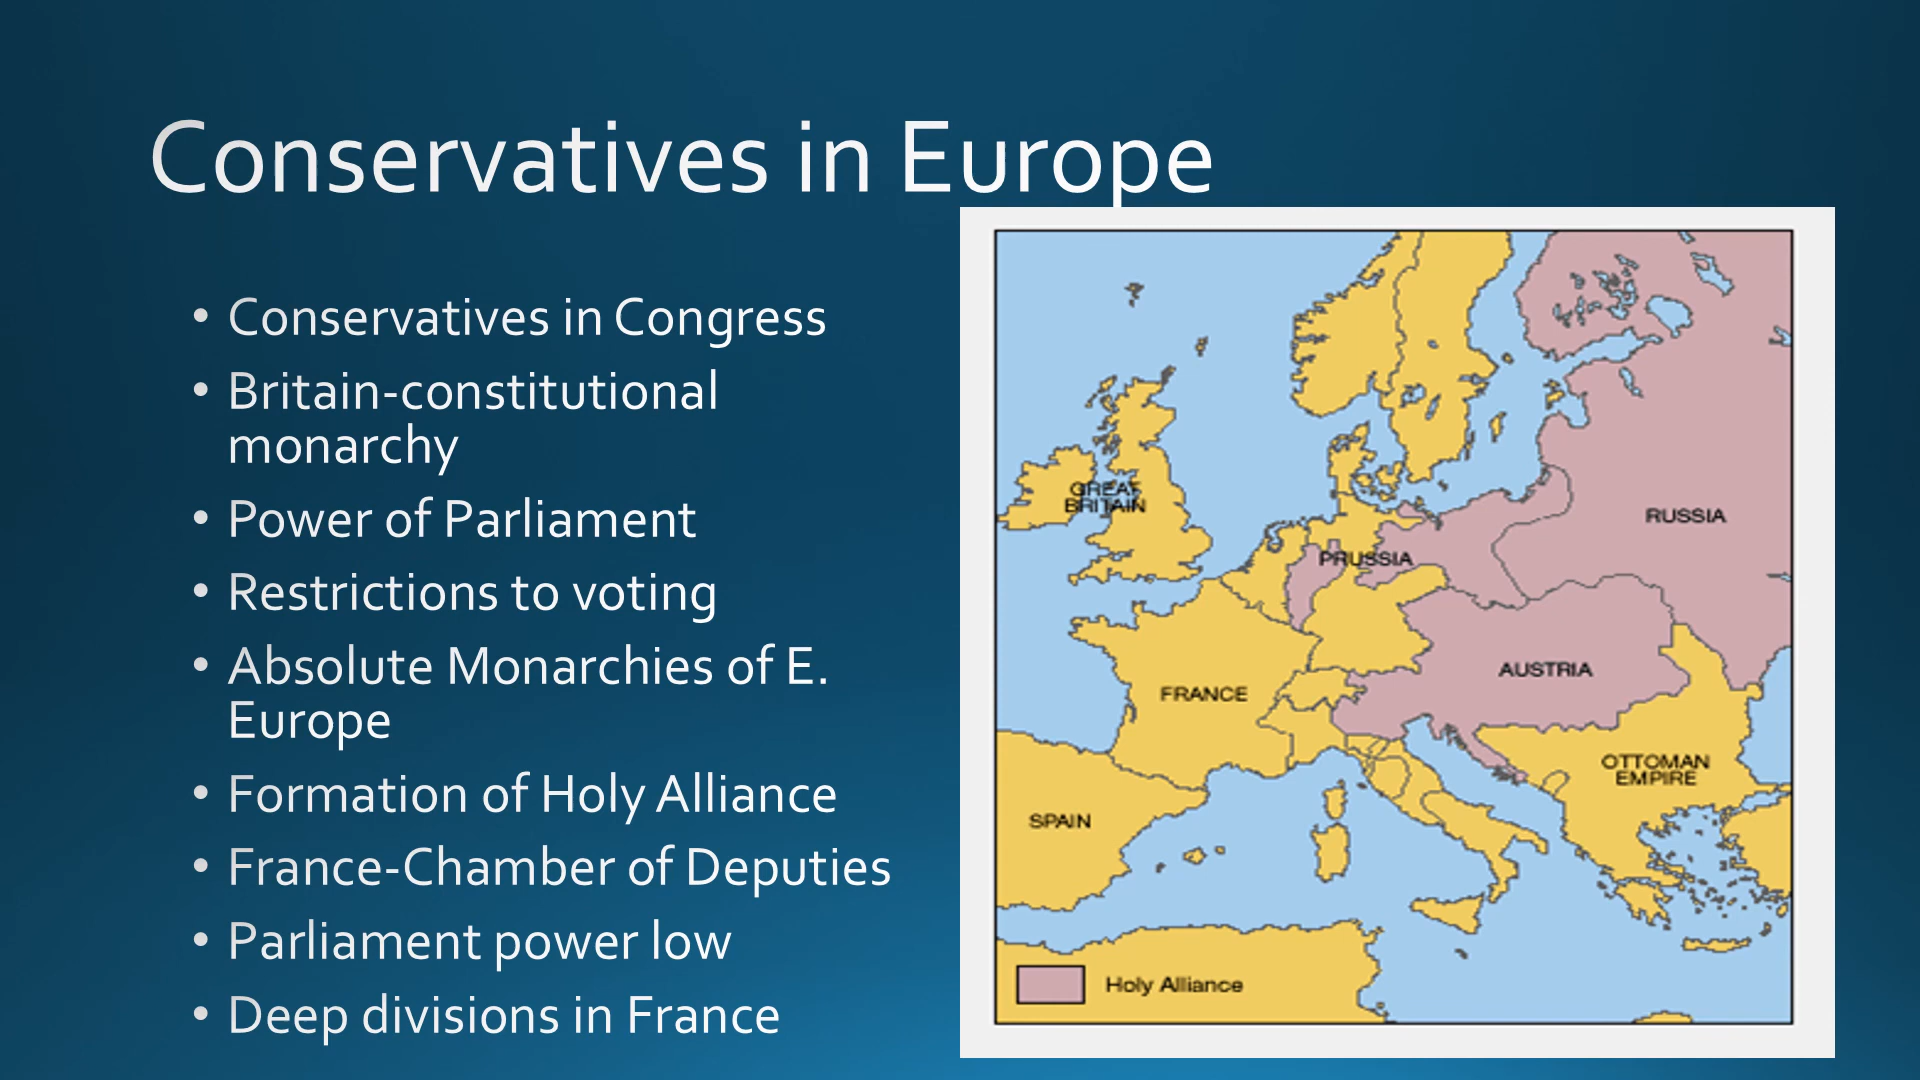 Conservatives in Europe
• Conservatives in Congress
• Britain-constitutional
monarchy
• Power of Parliament
• Restrictions to voting
• Absolute Monarchies of E.
Europe
• Formation of Holy Alliance
• France-Chamber of Deputies
• Parliament power low
• Deep divisions in France
GREAT
BRITAIN
RUSSIA
PRUSSIA
AUSTRIA
FRANCE
OTTOMAN
EMPIRE
SPAIN
Holy Alliance